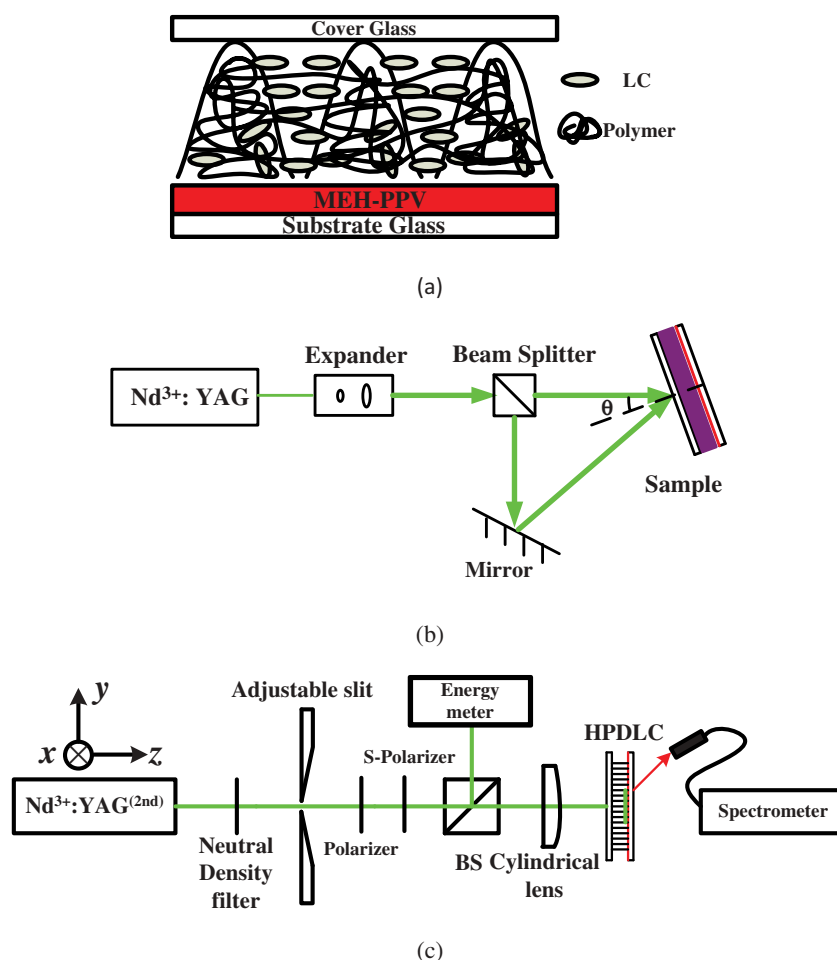 Cover Glass
LC
Polymer
MEH-PPV
Substrate Glass
(a)
Nd³⁺: YAG
Expander
Beam Splitter
θ
Sample
Mirror
(b)
y
x
z
Adjustable slit
Energy
meter
S-Polarizer
HPDLC
Nd³⁺:YAG⁽²ⁿᵈ⁾
Spectrometer
Neutral
Density
filter
Polarizer
BS
Cylindrical
lens
(c)